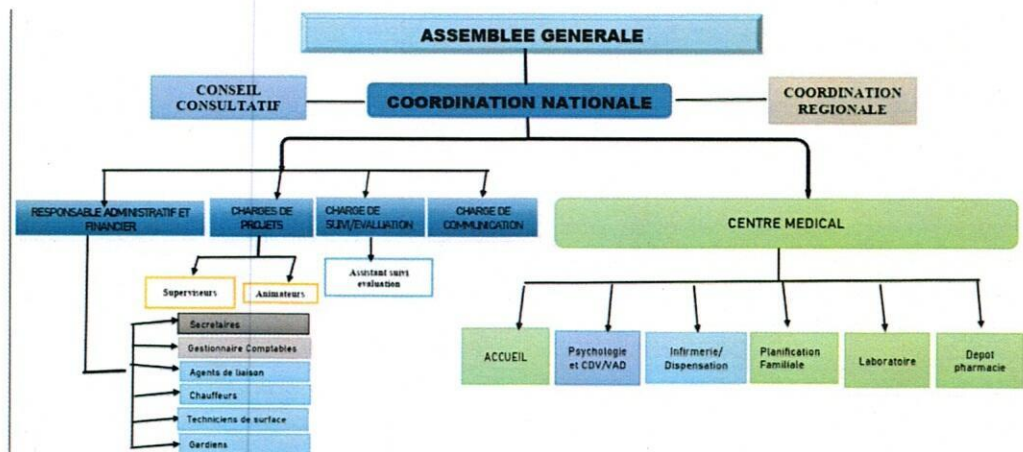 ASSEMBLEE GENERALE
CONSEIL
CONSULTATIF
COORDINATION NATIONALE
COORDINATION
REGIONALE
RESPONSABLE ADMINISTRATIF ET
FINANCIER
CHARGES DE
PROJETS
CHARGE DE
SUIVI/EVALUATION
CHARGE DE
COMMUNICATION
CENTRE MEDICAL
Superviseurs
Animateurs
Assistant suivi
evaluation
Secretaires
Gestionnaire Comptables
Agents de liaison
Chauffeurs
Techniciens de surface
Gardiens
ACCUEIL
Psychologie
et CDV/VAD
Infirmerie/
Dispensation
Planification
Familiale
Laboratoire
Depot
pharmacie